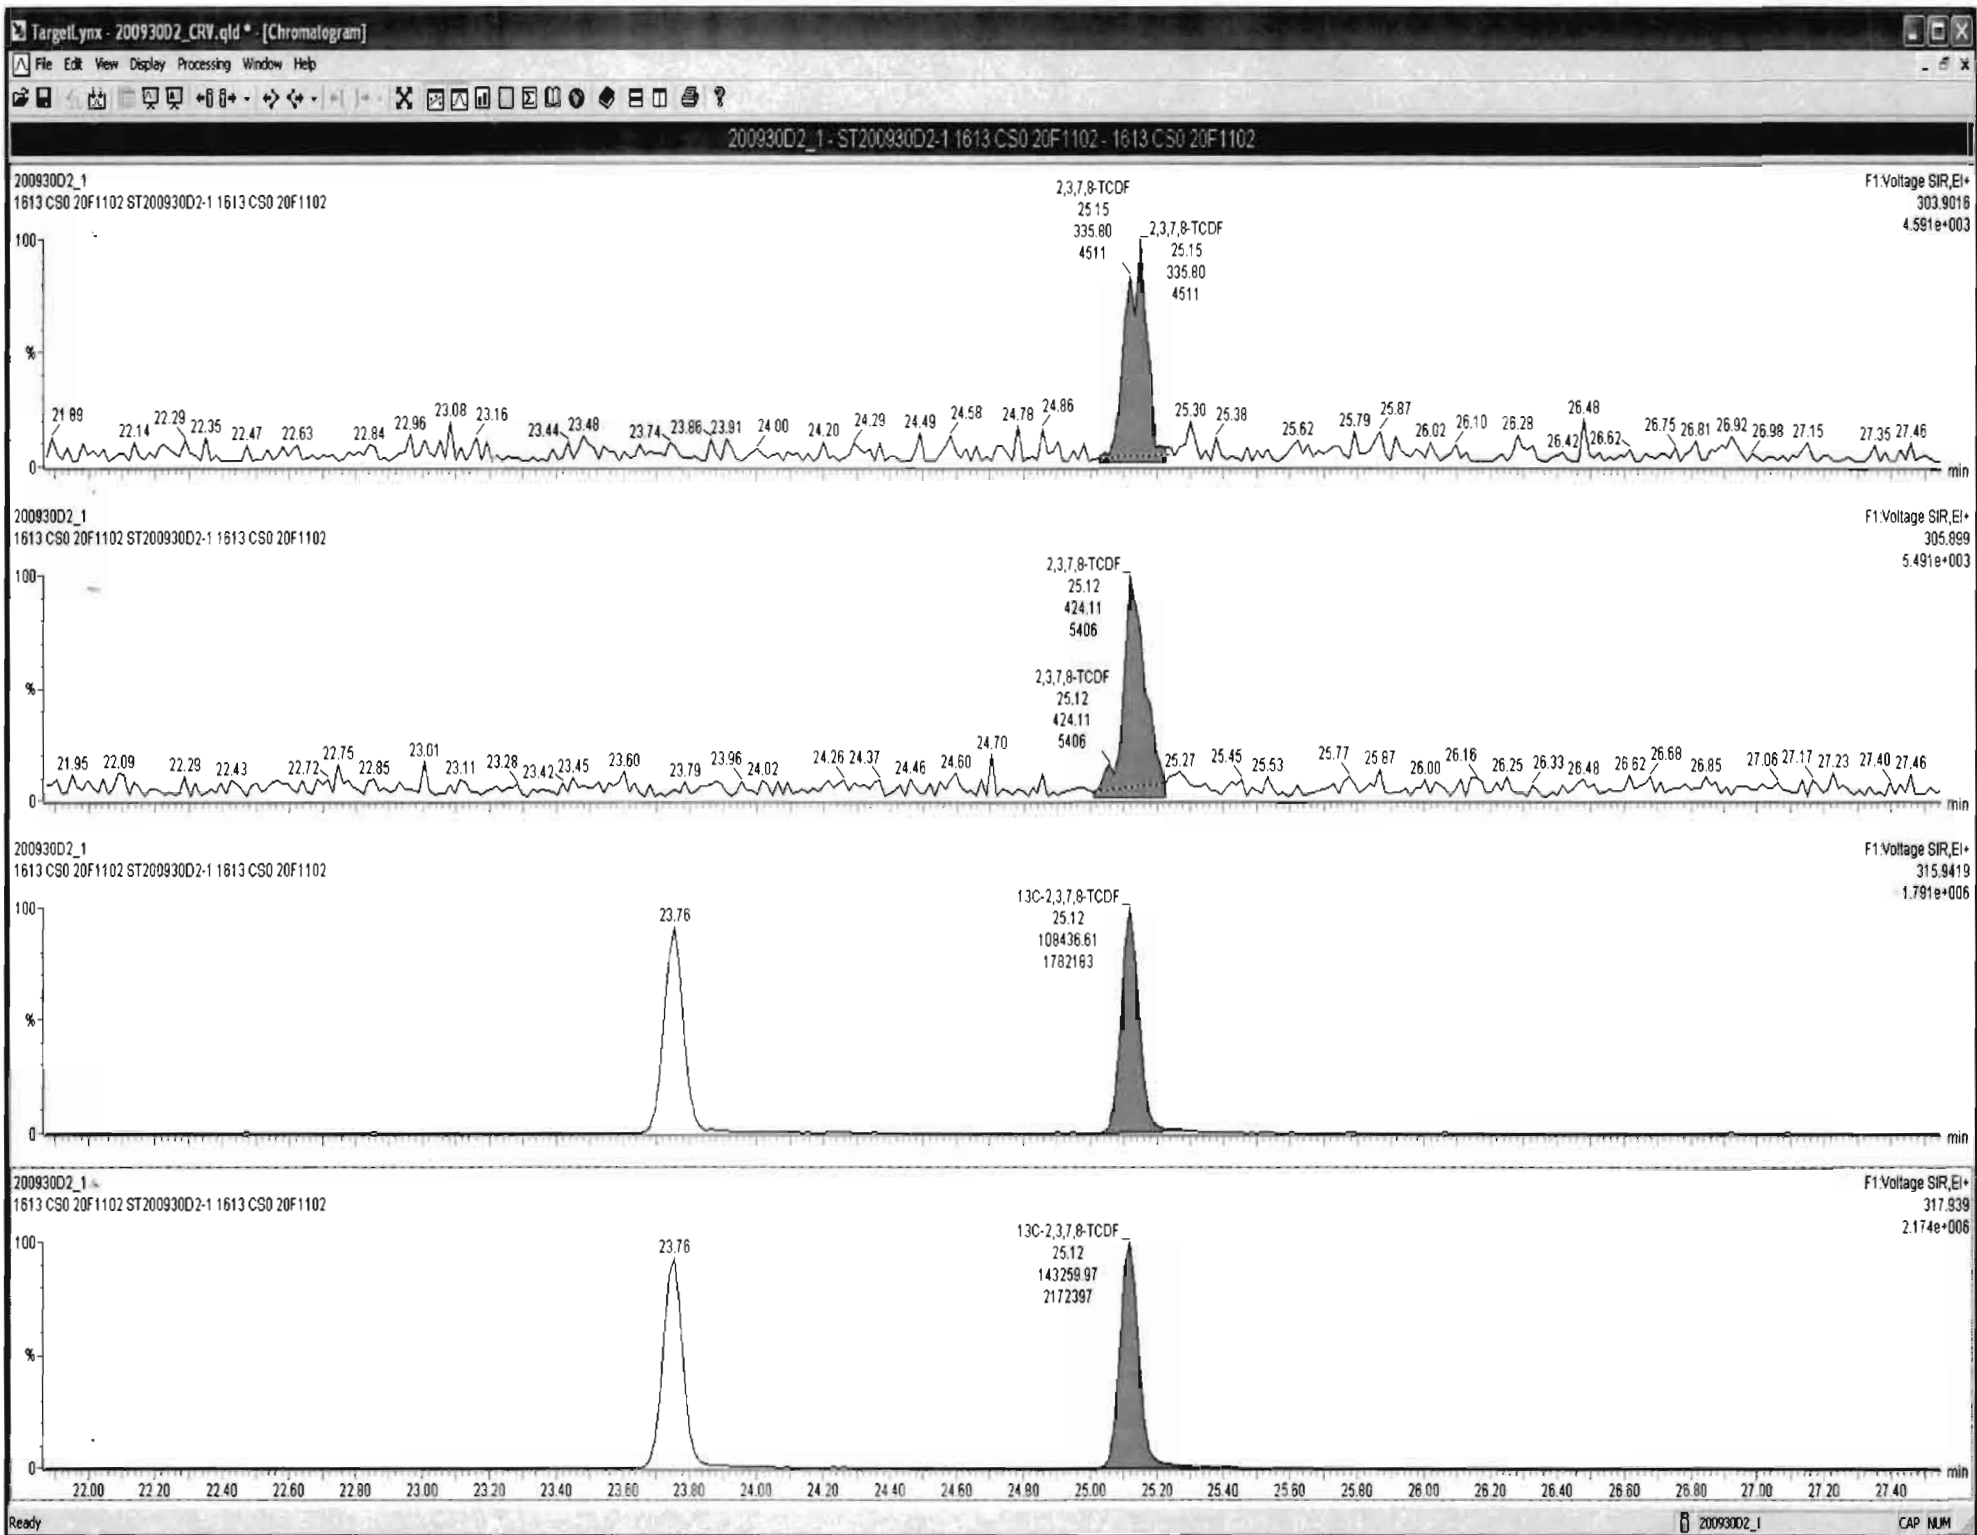 TargetLynx - 200930D2_CRV.qld * - [Chromatogram]
File Edit View Display Processing Window Help
200930D2_1 - ST200930D2-1 1613 CS0 20F1102 - 1613 CS0 20F1102
200930D2_1
1613 CS0 20F1102 ST200930D2-1 1613 CS0 20F1102
F1:Voltage SIR,EI+
303.9016
4.591e+003
2,3,7,8-TCDF
25.15
335.80
4511
2,3,7,8-TCDF
25.15
335.80
4511
100
%
0
21.89 22.14 22.29 22.35 22.47 22.63 22.84 22.96 23.08 23.16 23.44 23.48 23.74 23.86 23.91 24.00 24.20 24.29 24.49 24.58 24.78 24.86 25.30 25.38 25.62 25.79 25.87 26.02 26.10 26.28 26.42 26.48 26.62 26.75 26.81 26.92 26.98 27.15 27.35 27.46
min
200930D2_1
1613 CS0 20F1102 ST200930D2-1 1613 CS0 20F1102
F1:Voltage SIR,EI+
305.899
5.491e+003
2,3,7,8-TCDF
25.12
424.11
5406
2,3,7,8-TCDF
25.12
424.11
5406
100
%
0
21.95 22.09 22.29 22.43 22.72 22.75 22.85 23.01 23.11 23.28 23.42 23.45 23.60 23.79 23.96 24.02 24.26 24.37 24.46 24.60 24.70 25.27 25.45 25.53 25.77 25.87 26.00 26.16 26.25 26.33 26.48 26.62 26.68 26.85 27.06 27.17 27.23 27.40 27.46
min
200930D2_1
1613 CS0 20F1102 ST200930D2-1 1613 CS0 20F1102
F1:Voltage SIR,EI+
315.9419
1.791e+006
13C-2,3,7,8-TCDF
25.12
108436.61
1782163
23.76
100
%
0
min
200930D2_1
1613 CS0 20F1102 ST200930D2-1 1613 CS0 20F1102
F1:Voltage SIR,EI+
317.939
2.174e+006
13C-2,3,7,8-TCDF
25.12
143259.97
2172397
23.76
100
%
0
min
22.00 22.20 22.40 22.60 22.80 23.00 23.20 23.40 23.60 23.80 24.00 24.20 24.40 24.60 24.80 25.00 25.20 25.40 25.60 25.80 26.00 26.20 26.40 26.60 26.80 27.00 27.20 27.40
Ready
200930D2_1
CAP NUM